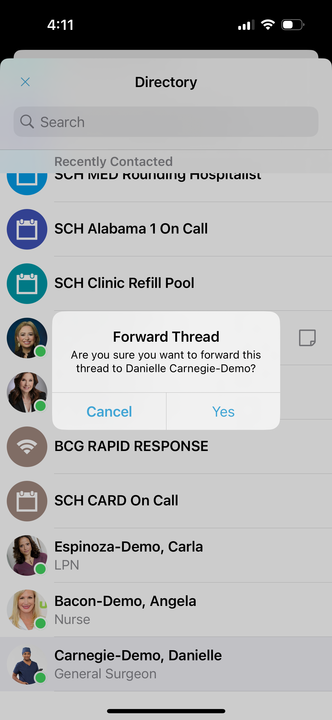 4:11
Directory
Search
Recently Contacted
SCH MED Rounding Hospitalist
SCH Alabama 1 On Call
SCH Clinic Refill Pool
Forward Thread
Are you sure you want to forward this
thread to Danielle Carnegie-Demo?
Cancel
Yes
BCG RAPID RESPONSE
SCH CARD On Call
Espinoza-Demo, Carla
LPN
Bacon-Demo, Angela
Nurse
Carnegie-Demo, Danielle
General Surgeon